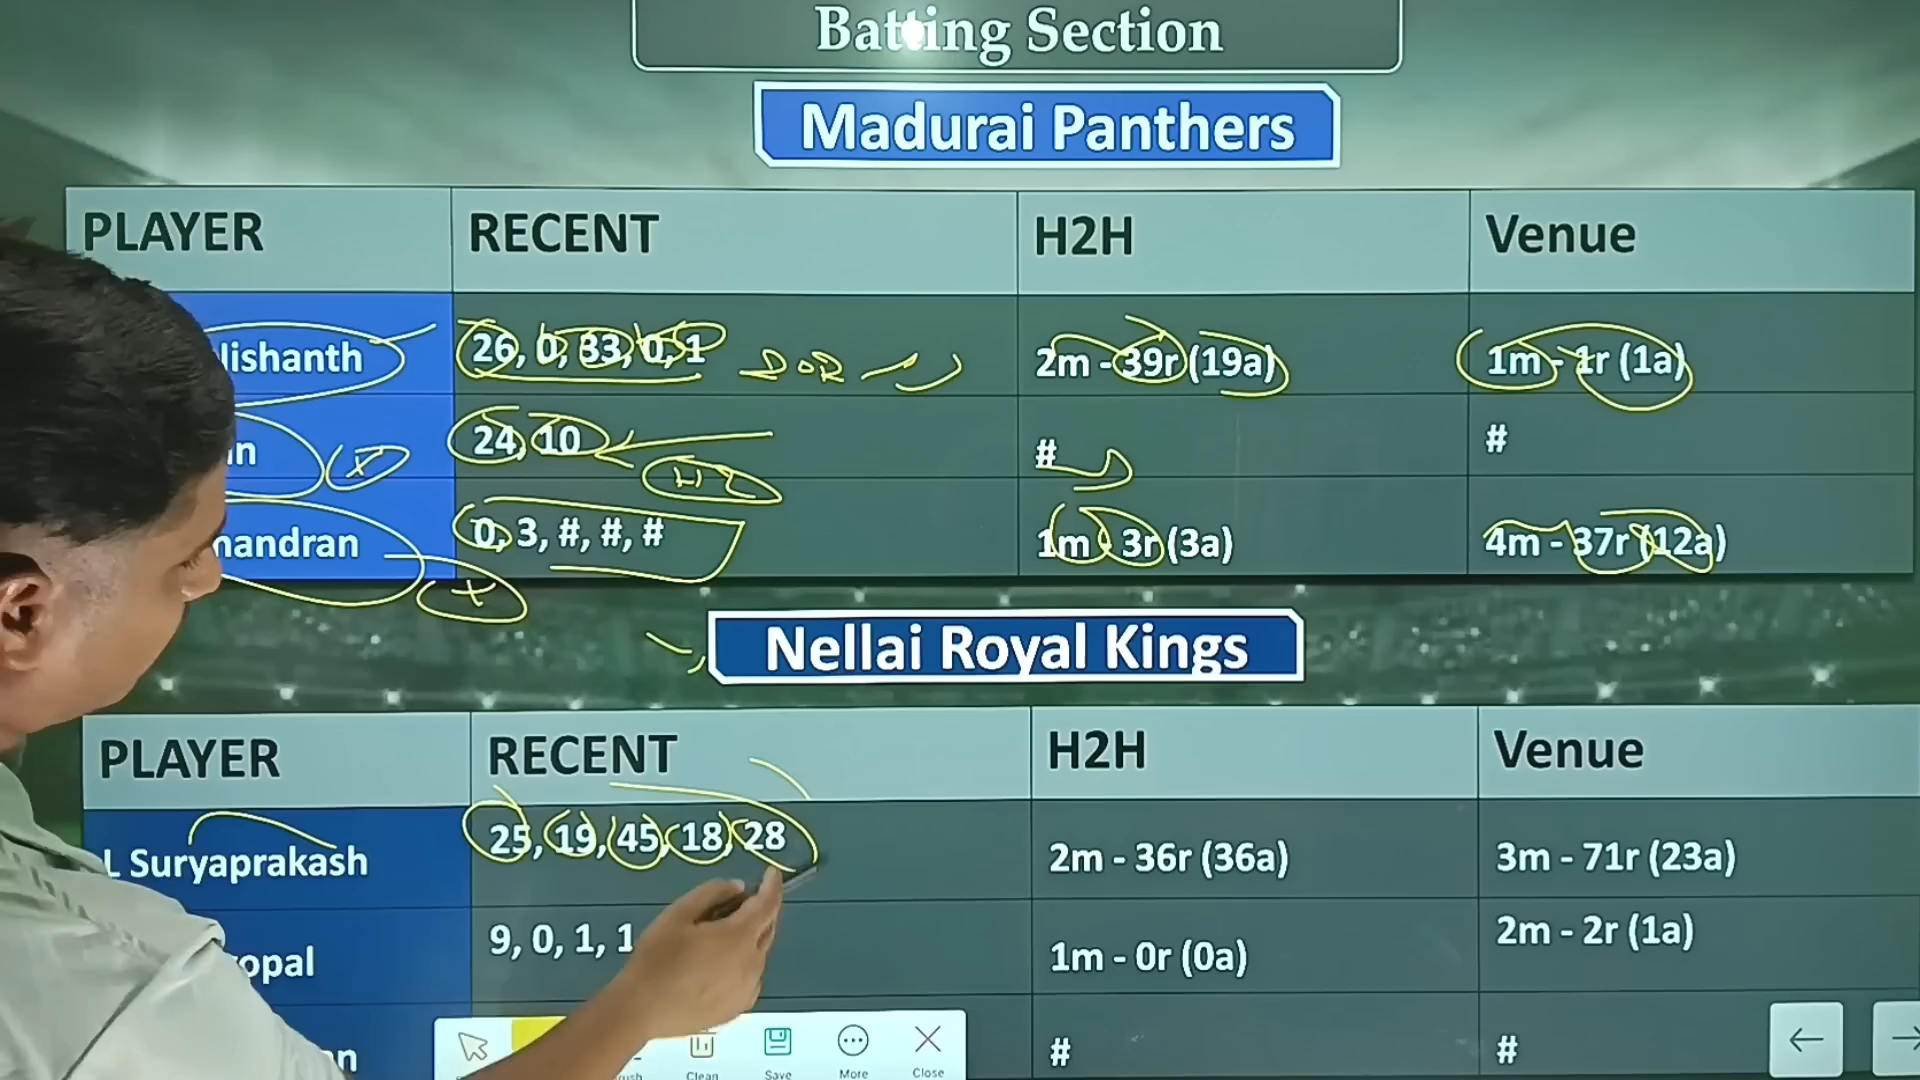 Batting Section
Madurai Panthers
PLAYER RECENT H2H Venue
lishanth 26, 0, 33, 0, 1 2m - 39r (19a) 1m - 1r (1a)
24, 10 # #
nandran 0, 3, #, #, # 1m - 3r (3a) 4m - 37r (12a)
Nellai Royal Kings
PLAYER RECENT H2H Venue
L Suryaprakash 25, 19, 45, 18, 28 2m - 36r (36a) 3m - 71r (23a)
opal 9, 0, 1, 1 1m - 0r (0a) 2m - 2r (1a)
# #
Clean Save More Close